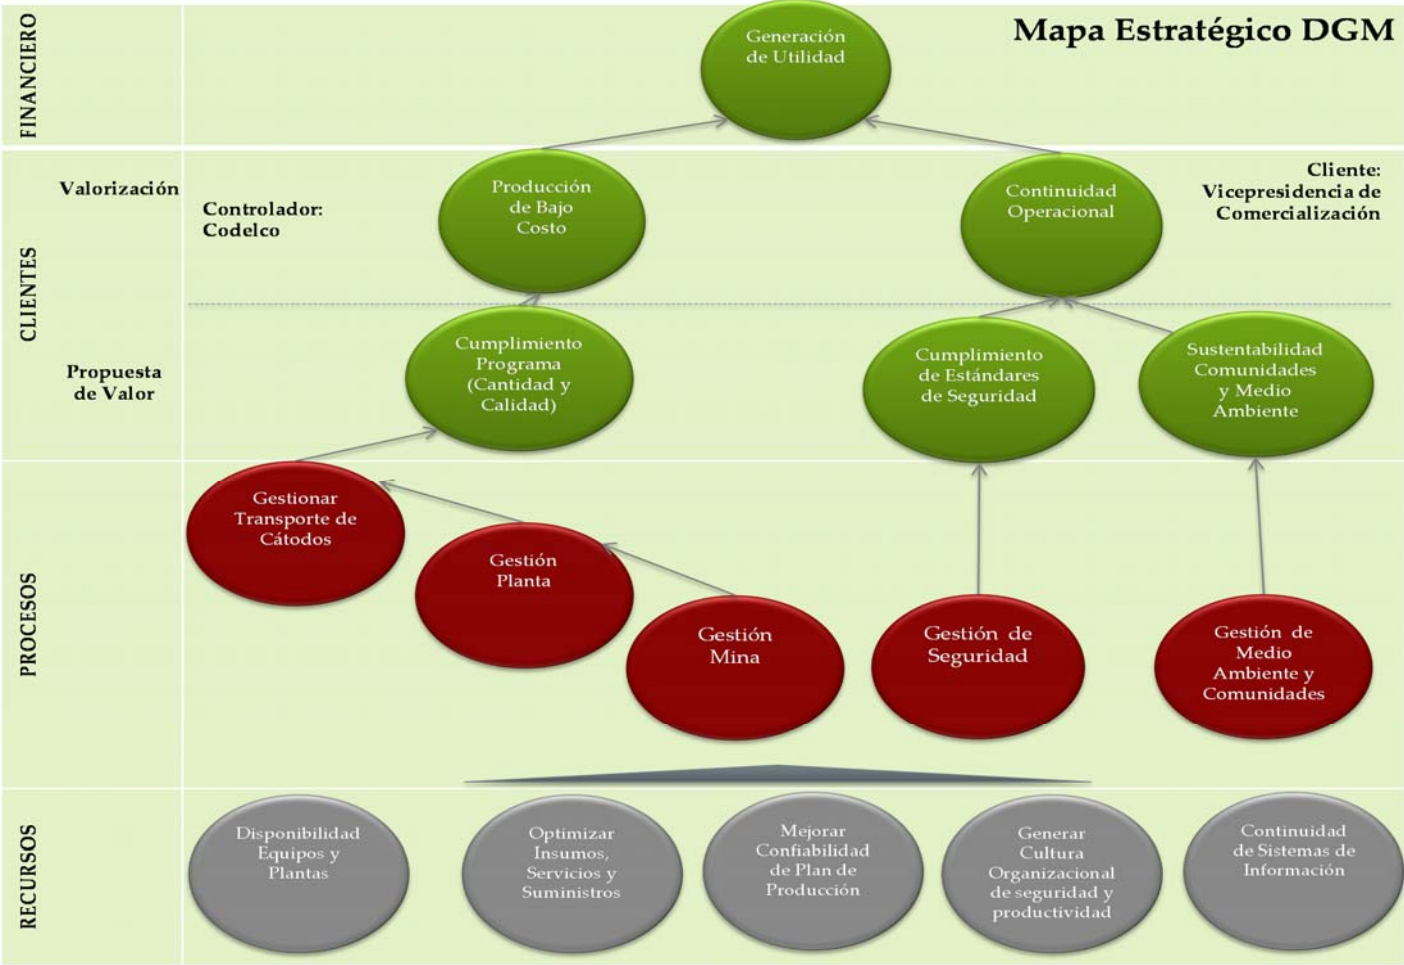 Mapa Estratégico DGM
FINANCIERO
Generación
de Utilidad
CLIENTES
Valorización
Controlador:
Codelco
Producción
de Bajo
Costo
Continuidad
Operacional
Cliente:
Vicepresidencia de
Comercialización
Propuesta
de Valor
Cumplimiento
Programa
(Cantidad y
Calidad)
Cumplimiento
de Estándares
de Seguridad
Sustentabilidad
Comunidades
y Medio
Ambiente
PROCESOS
Gestionar
Transporte de
Cátodos
Gestión
Planta
Gestión
Mina
Gestión de
Seguridad
Gestión de
Medio
Ambiente y
Comunidades
RECURSOS
Disponibilidad
Equipos y
Plantas
Optimizar
Insumos,
Servicios y
Suministros
Mejorar
Confiabilidad
de Plan de
Producción
Generar
Cultura
Organizacional
de seguridad y
productividad
Continuidad
de Sistemas de
Información